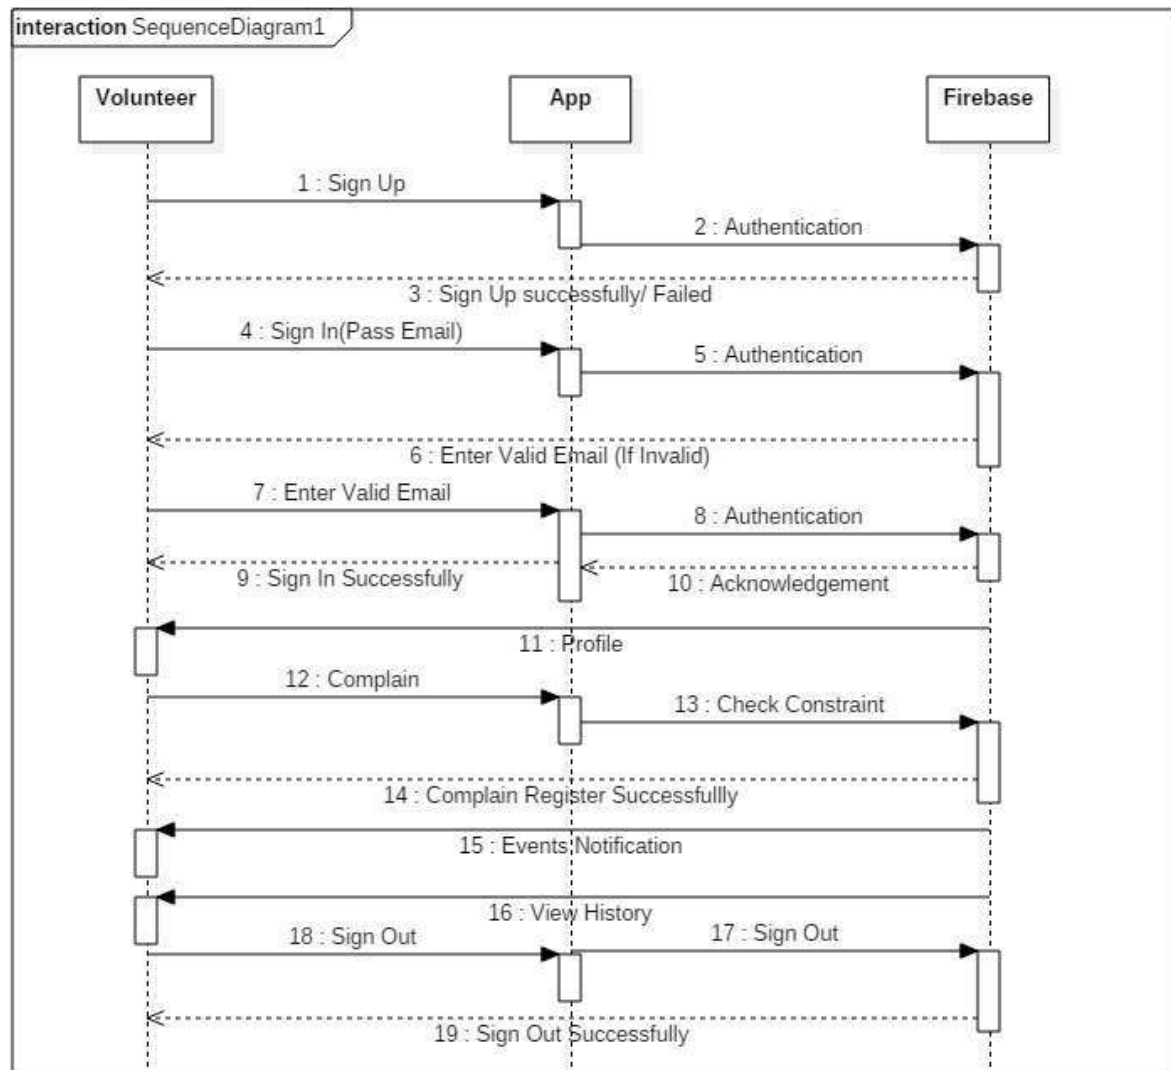 interaction SequenceDiagram1
Volunteer
App
Firebase
1 : Sign Up
2 : Authentication
3 : Sign Up successfully/ Failed
4 : Sign In(Pass Email)
5 : Authentication
6 : Enter Valid Email (If Invalid)
7 : Enter Valid Email
8 : Authentication
9 : Sign In Successfully
10 : Acknowledgement
11 : Profile
12 : Complain
13 : Check Constraint
14 : Complain Register Successfullly
15 : Events Notification
16 : View History
18 : Sign Out
17 : Sign Out
19 : Sign Out Successfully